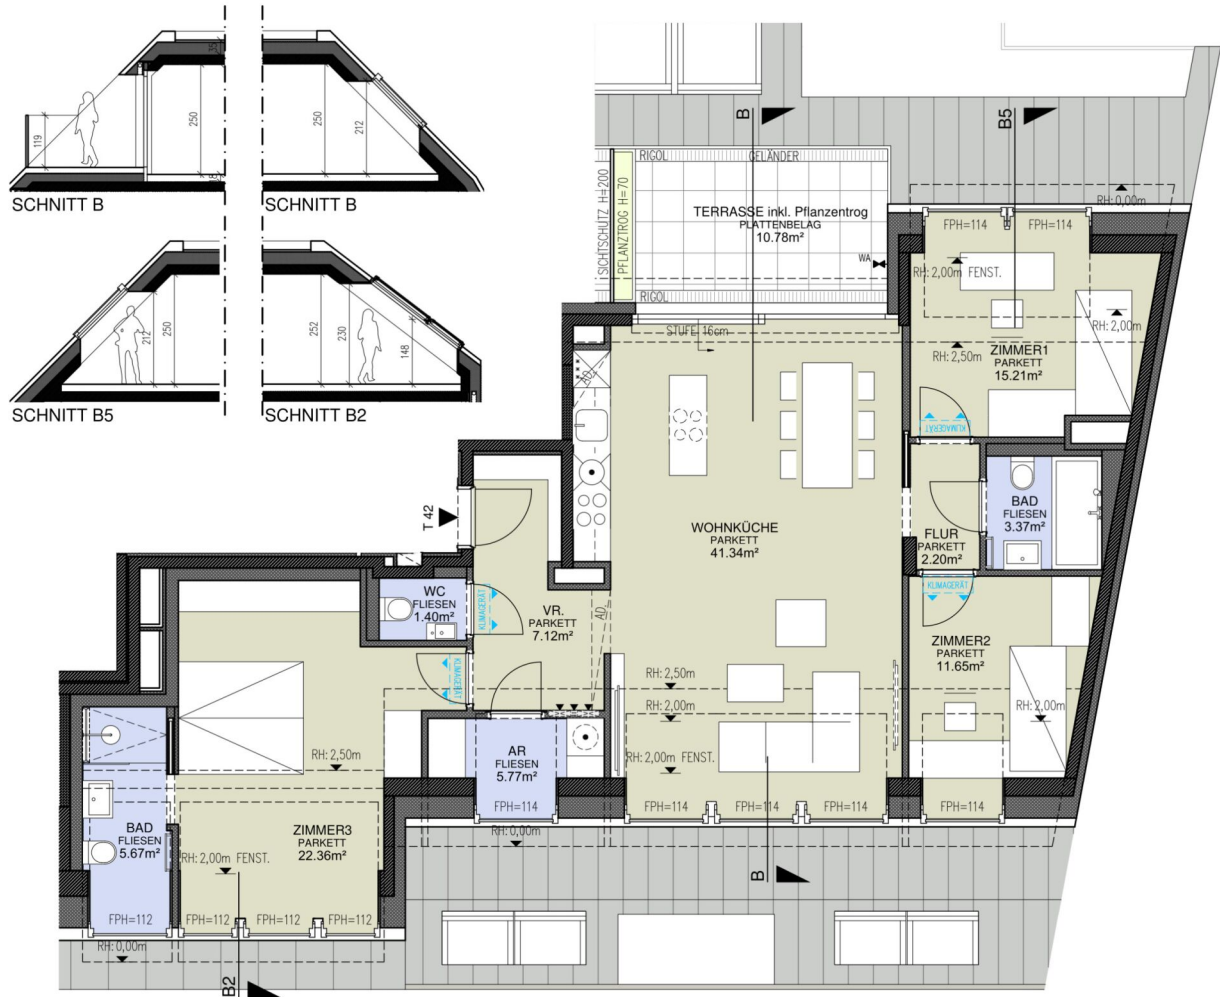 35
119
250
18
250
212
SCHNITT B
SCHNITT B
212
250
252
230
148
SCHNITT B5
SCHNITT B2
B
B5
RIGOL
GELÄNDER
SICHTSCHUTZ H=200
PFLANZTROG H=70
TERRASSE inkl. Pflanzentrog
PLATTENBELAG
10.78m²
WA
RIGOL
STUFE 16cm
RH: 0,00m
FPH=114
FPH=114
RH: 2,00m FENST.
RH: 2,00m
RH: 2,50m
ZIMMER1
PARKETT
15.21m²
KLIMAGERÄT
AD.
T 42
WOHNKÜCHE
PARKETT
41.34m²
FLUR
PARKETT
2.20m²
BAD
FLIESEN
3.37m²
KLIMAGERÄT
WC
FLIESEN
1.40m²
KLIMAGERÄT
VR.
PARKETT
7.12m²
AD.
ZIMMER2
PARKETT
11.65m²
KLIMAGERÄT
RH: 2,50m
RH: 2,00m
RH: 2,00m
RH: 2,00m FENST.
RH: 2,50m
AR
FLIESEN
5.77m²
FPH=114
FPH=114
FPH=114
FPH=114
FPH=114
RH: 0,00m
BAD
FLIESEN
5.67m²
ZIMMER3
PARKETT
22.36m²
RH: 2,00m FENST.
FPH=112
FPH=112
FPH=112
FPH=112
RH: 0,00m
B
B2